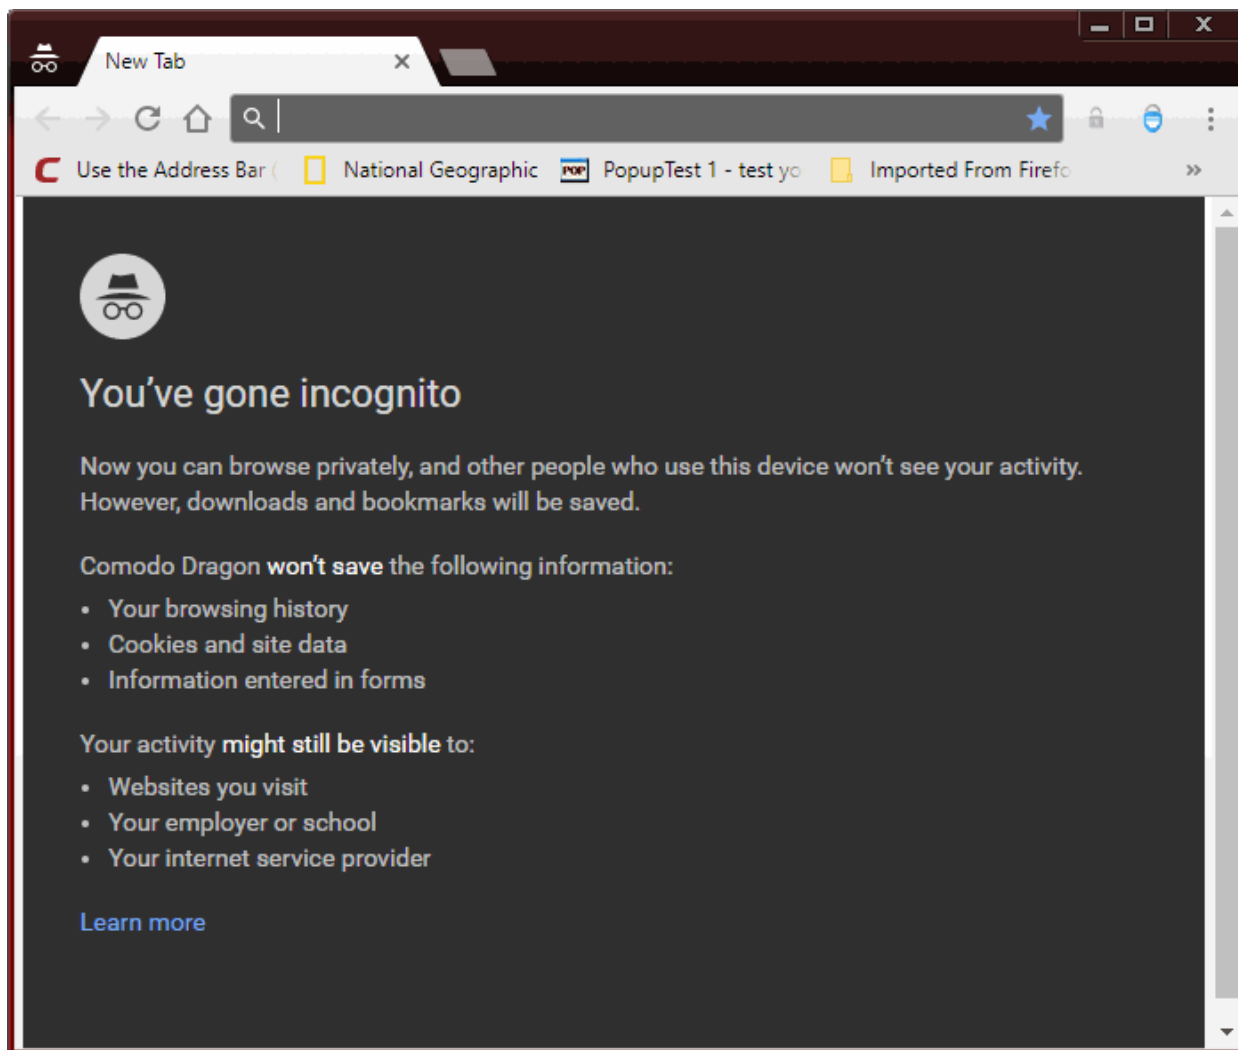 New Tab
Use the Address Bar (
National Geographic
POP
PopupTest 1 - test yo
Imported From Firefo
You've gone incognito
Now you can browse privately, and other people who use this device won't see your activity.
However, downloads and bookmarks will be saved.
Comodo Dragon won't save the following information:
• Your browsing history
• Cookies and site data
• Information entered in forms
Your activity might still be visible to:
• Websites you visit
• Your employer or school
• Your internet service provider
Learn more